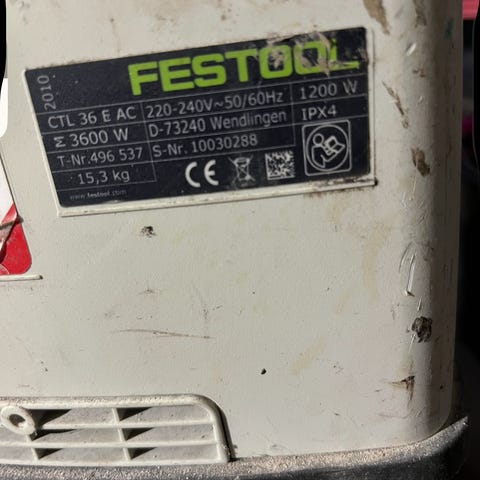 2010
FESTOOL
CTL 36 E AC 220-240V~50/60Hz 1200 W
Σ 3600 W D-73240 Wendlingen IPX4
T-Nr.496 537 S-Nr. 10030288
15,3 kg CE
www.festool.com